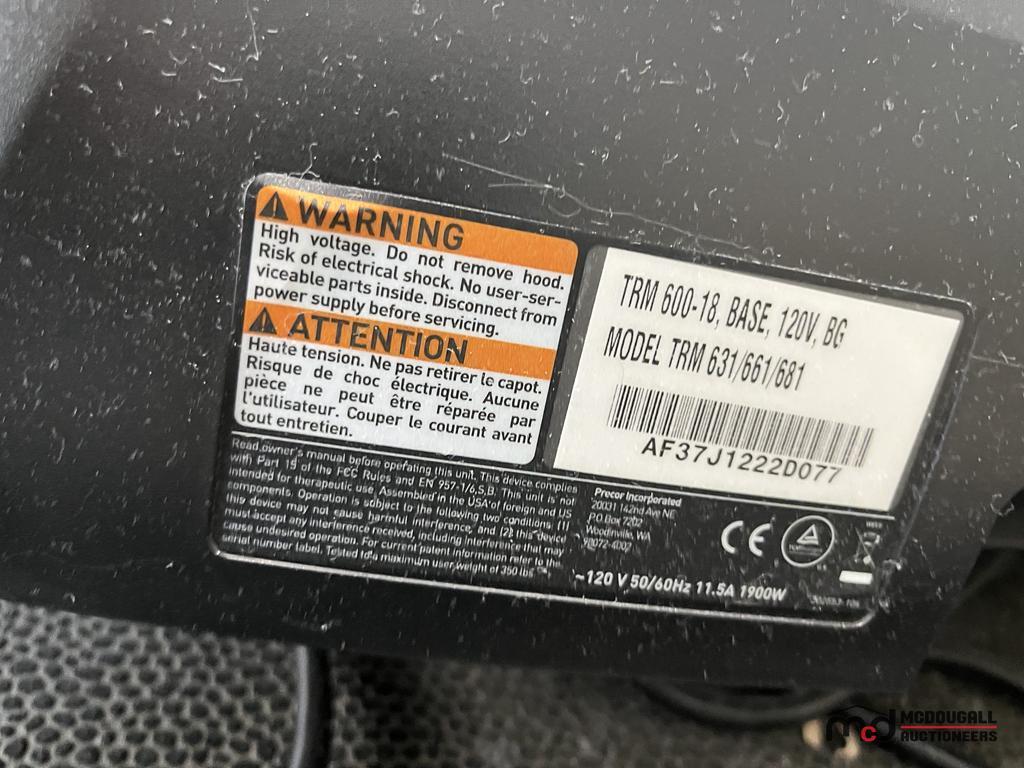 WARNING
High voltage. Do not remove hood.
Risk of electrical shock. No user-ser-
viceable parts inside. Disconnect from
power supply before servicing.
ATTENTION
Haute tension. Ne pas retirer le capot.
Risque de choc électrique. Aucune
pièce ne peut être réparée par
l'utilisateur. Couper le courant avant
tout entretien.
TRM 600-18, BASE, 120V, BG
MODEL TRM 631/661/681
AF37J1222D077
Read owner's manual before operating this unit. This device complies
with Part 15 of the FCC Rules and EN 957-1/6,S,B. This unit is not
intended for therapeutic use. Assembled in the USA of foreign and US
components. Operation is subject to the following two conditions: (1)
this device may not cause harmful interference, and (2) this device
must accept any interference received, including interference that may
cause undesired operation. For current patent information refer to the
serial number label. Tested to a maximum user weight of 350 lbs
Precor Incorporated
20031 142nd Ave NE
P.O. Box 7202
Woodinville, WA
98072-4002
CE
~120 V 50/60Hz 11.5A 1900W
mcd MCDOUGALL
AUCTIONEERS